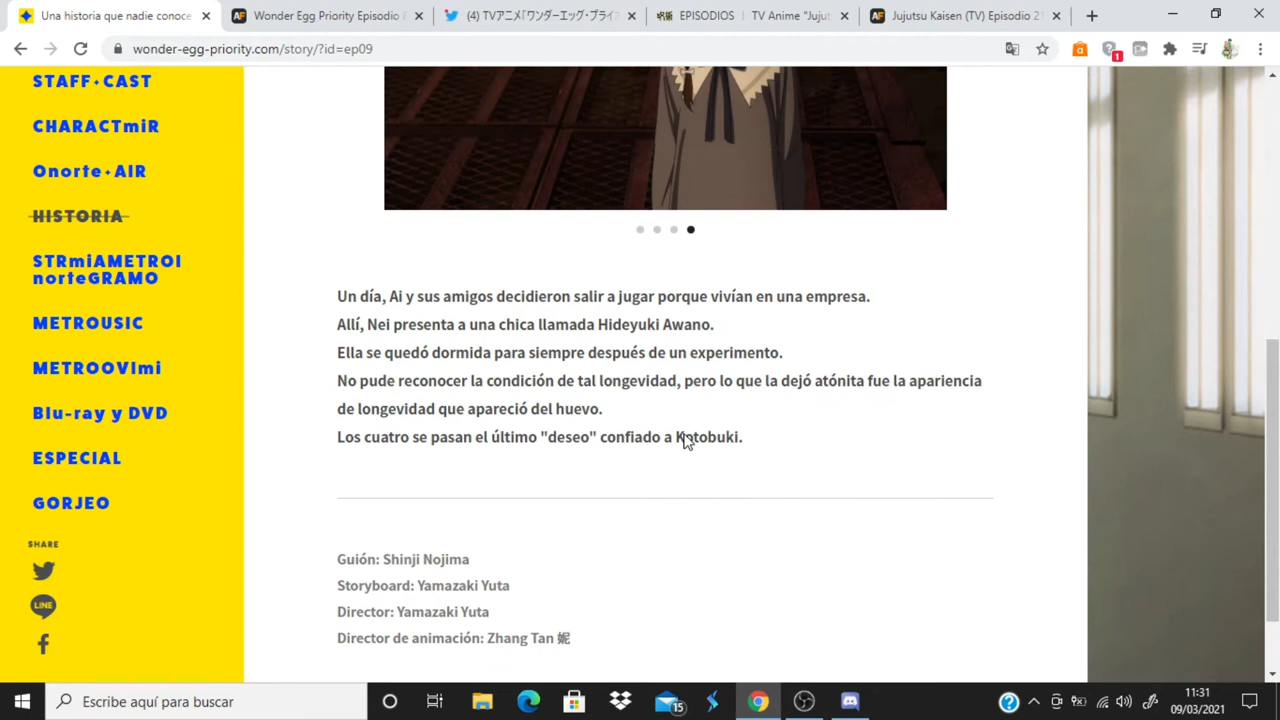 Una historia que nadie conoce
Wonder Egg Priority Episodio 8
(4) TVアニメ「ワンダーエッグ・プライ
EPISODIOS | TV Anime "Juju
Jujutsu Kaisen (TV) Episodio 21
wonder-egg-priority.com/story/?id=ep09
1
STAFF+CAST
CHARACTmiR
Onorte+AIR
HISTORIA
STRmiAMETROI
norteGRAMO
METROUSIC
METROOVImi
Blu-ray y DVD
ESPECIAL
GORJEO
SHARE
LINE
Un día, Ai y sus amigos decidieron salir a jugar porque vivían en una empresa.
Allí, Nei presenta a una chica llamada Hideyuki Awano.
Ella se quedó dormida para siempre después de un experimento.
No pude reconocer la condición de tal longevidad, pero lo que la dejó atónita fue la apariencia
de longevidad que apareció del huevo.
Los cuatro se pasan el último "deseo" confiado a Kotobuki.
Guión: Shinji Nojima
Storyboard: Yamazaki Yuta
Director: Yamazaki Yuta
Director de animación: Zhang Tan 妮
Escribe aquí para buscar
15
11:31
09/03/2021